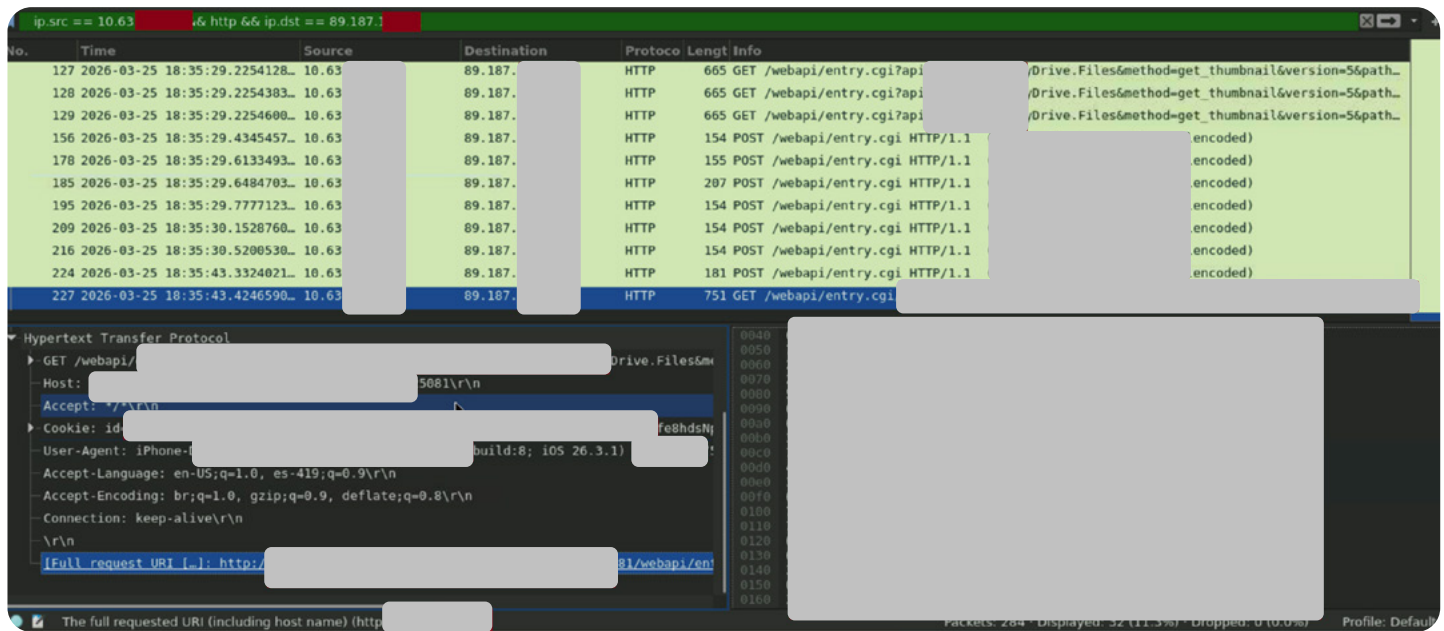 ip.src == 10.63 & http && ip.dst == 89.187.1
No. Time Source Destination Protoco Lengt Info
127 2026-03-25 18:35:29.2254128… 10.63 89.187. HTTP 665 GET /webapi/entry.cgi?api Drive.Files&method=get_thumbnail&version=5&path…
128 2026-03-25 18:35:29.2254383… 10.63 89.187. HTTP 665 GET /webapi/entry.cgi?api Drive.Files&method=get_thumbnail&version=5&path…
129 2026-03-25 18:35:29.2254600… 10.63 89.187. HTTP 665 GET /webapi/entry.cgi?api Drive.Files&method=get_thumbnail&version=5&path…
156 2026-03-25 18:35:29.4345457… 10.63 89.187. HTTP 154 POST /webapi/entry.cgi HTTP/1.1 encoded)
178 2026-03-25 18:35:29.6133493… 10.63 89.187. HTTP 155 POST /webapi/entry.cgi HTTP/1.1 encoded)
185 2026-03-25 18:35:29.6484703… 10.63 89.187. HTTP 207 POST /webapi/entry.cgi HTTP/1.1 encoded)
195 2026-03-25 18:35:29.7777123… 10.63 89.187. HTTP 154 POST /webapi/entry.cgi HTTP/1.1 encoded)
209 2026-03-25 18:35:30.1528760… 10.63 89.187. HTTP 154 POST /webapi/entry.cgi HTTP/1.1 encoded)
216 2026-03-25 18:35:30.5200530… 10.63 89.187. HTTP 154 POST /webapi/entry.cgi HTTP/1.1 encoded)
224 2026-03-25 18:35:43.3324021… 10.63 89.187. HTTP 181 POST /webapi/entry.cgi HTTP/1.1 encoded)
227 2026-03-25 18:35:43.4246590… 10.63 89.187. HTTP 751 GET /webapi/entry.cgi
Hypertext Transfer Protocol
GET /webapi/ Drive.Files&me
Host: 5081\r\n
Accept: */*\r\n
Cookie: id fe8hdsNp
User-Agent: iPhone- build:8; iOS 26.3.1)
Accept-Language: en-US;q=1.0, es-419;q=0.9\r\n
Accept-Encoding: br;q=1.0, gzip;q=0.9, deflate;q=0.8\r\n
Connection: keep-alive\r\n
\r\n
[Full request URI […]: http:/ 81/webapi/ent
0040
0050
0060
0070
0080
0090
00a0
00b0
00c0
00d0
00e0
00f0
0100
0110
0120
0130
0140
0150
0160
The full requested URI (including host name) (http Packets: 284 · Displayed: 32 (11.3%) · Dropped: 0 (0.0%) Profile: Default